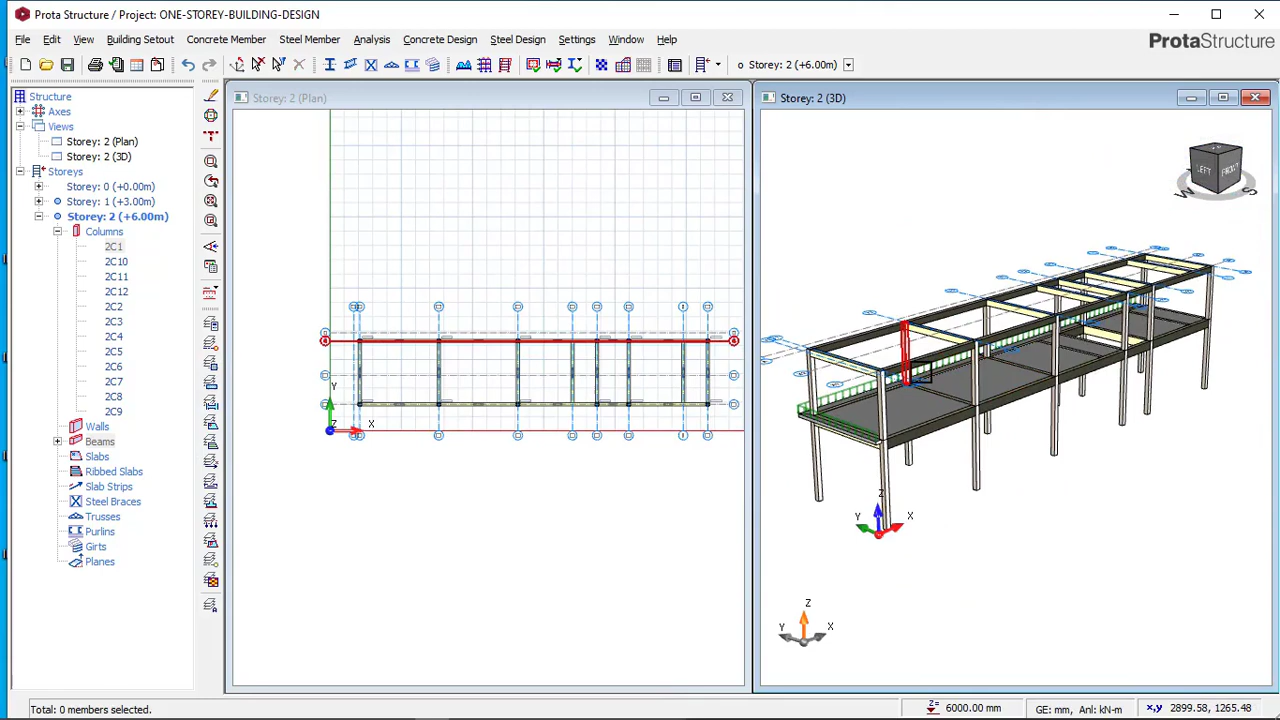 Prota Structure / Project: ONE-STOREY-BUILDING-DESIGN
File Edit View Building Setout Concrete Member Steel Member Analysis Concrete Design Steel Design Settings Window Help
ProtaStructure
Storey: 2 (+6.00m)
Structure
Axes
Views
Storey: 2 (Plan)
Storey: 2 (3D)
Storeys
Storey: 0 (+0.00m)
Storey: 1 (+3.00m)
Storey: 2 (+6.00m)
Columns
2C1
2C10
2C11
2C12
2C2
2C3
2C4
2C5
2C6
2C7
2C8
2C9
Walls
Beams
Slabs
Ribbed Slabs
Slab Strips
Steel Braces
Trusses
Purlins
Girts
Planes
Storey: 2 (Plan)
Y
Z
X
Storey: 2 (3D)
LEFT FRONT
W S
Z
Y X
Z
Y X
Total: 0 members selected.
Z= 6000.00 mm
GE: mm, Anl: kN-m
x,y 2899.58, 1265.48